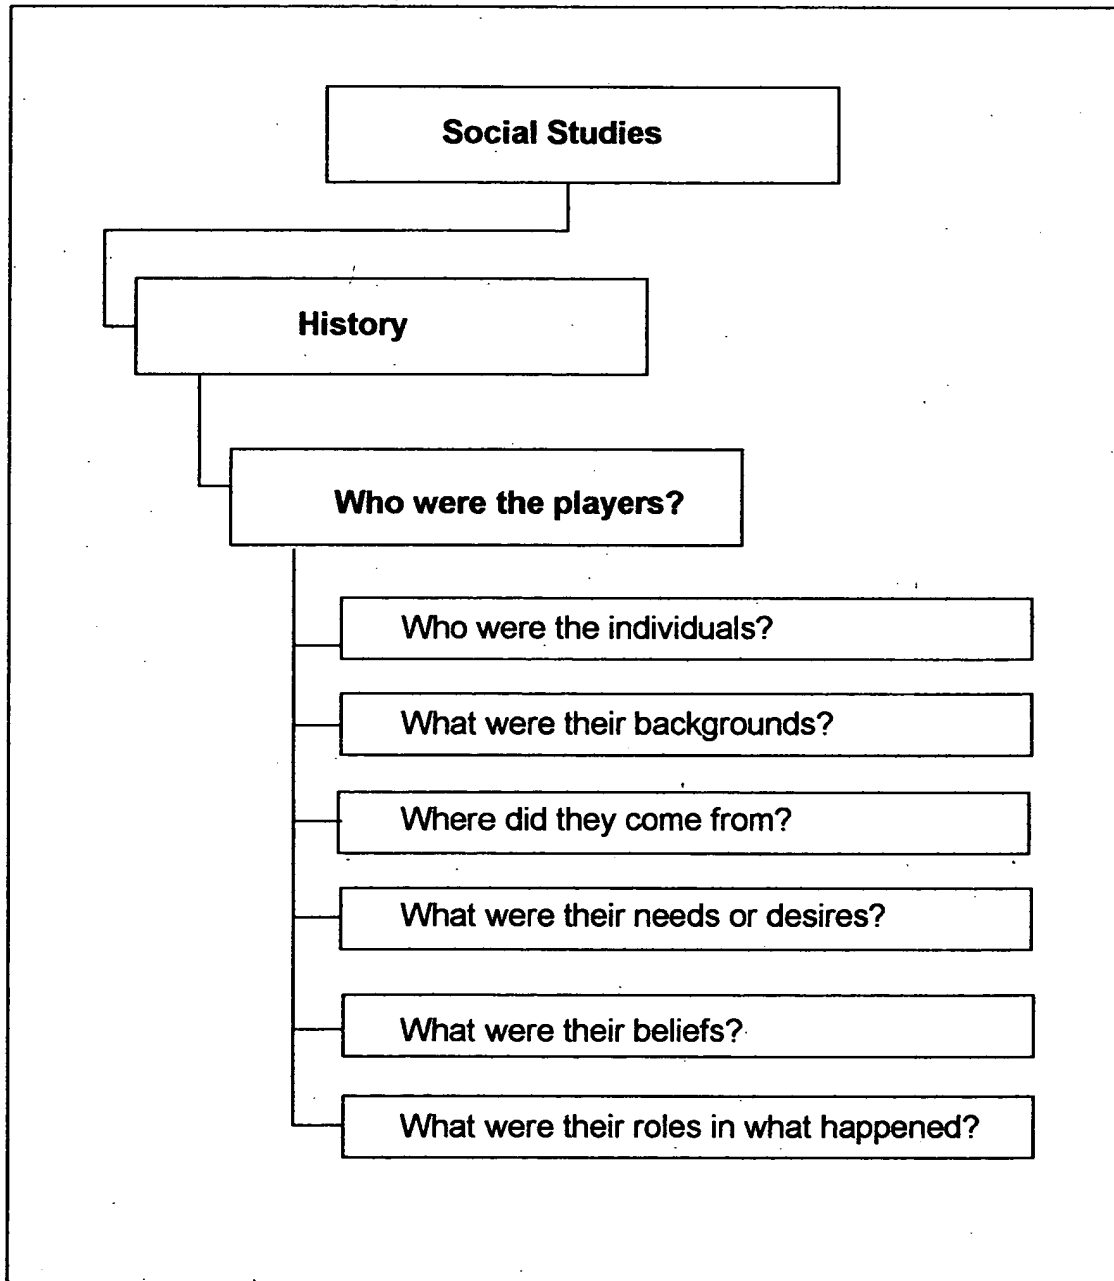 Social Studies
History
Who were the players?
Who were the individuals?
What were their backgrounds?
Where did they come from?
What were their needs or desires?
What were their beliefs?
What were their roles in what happened?